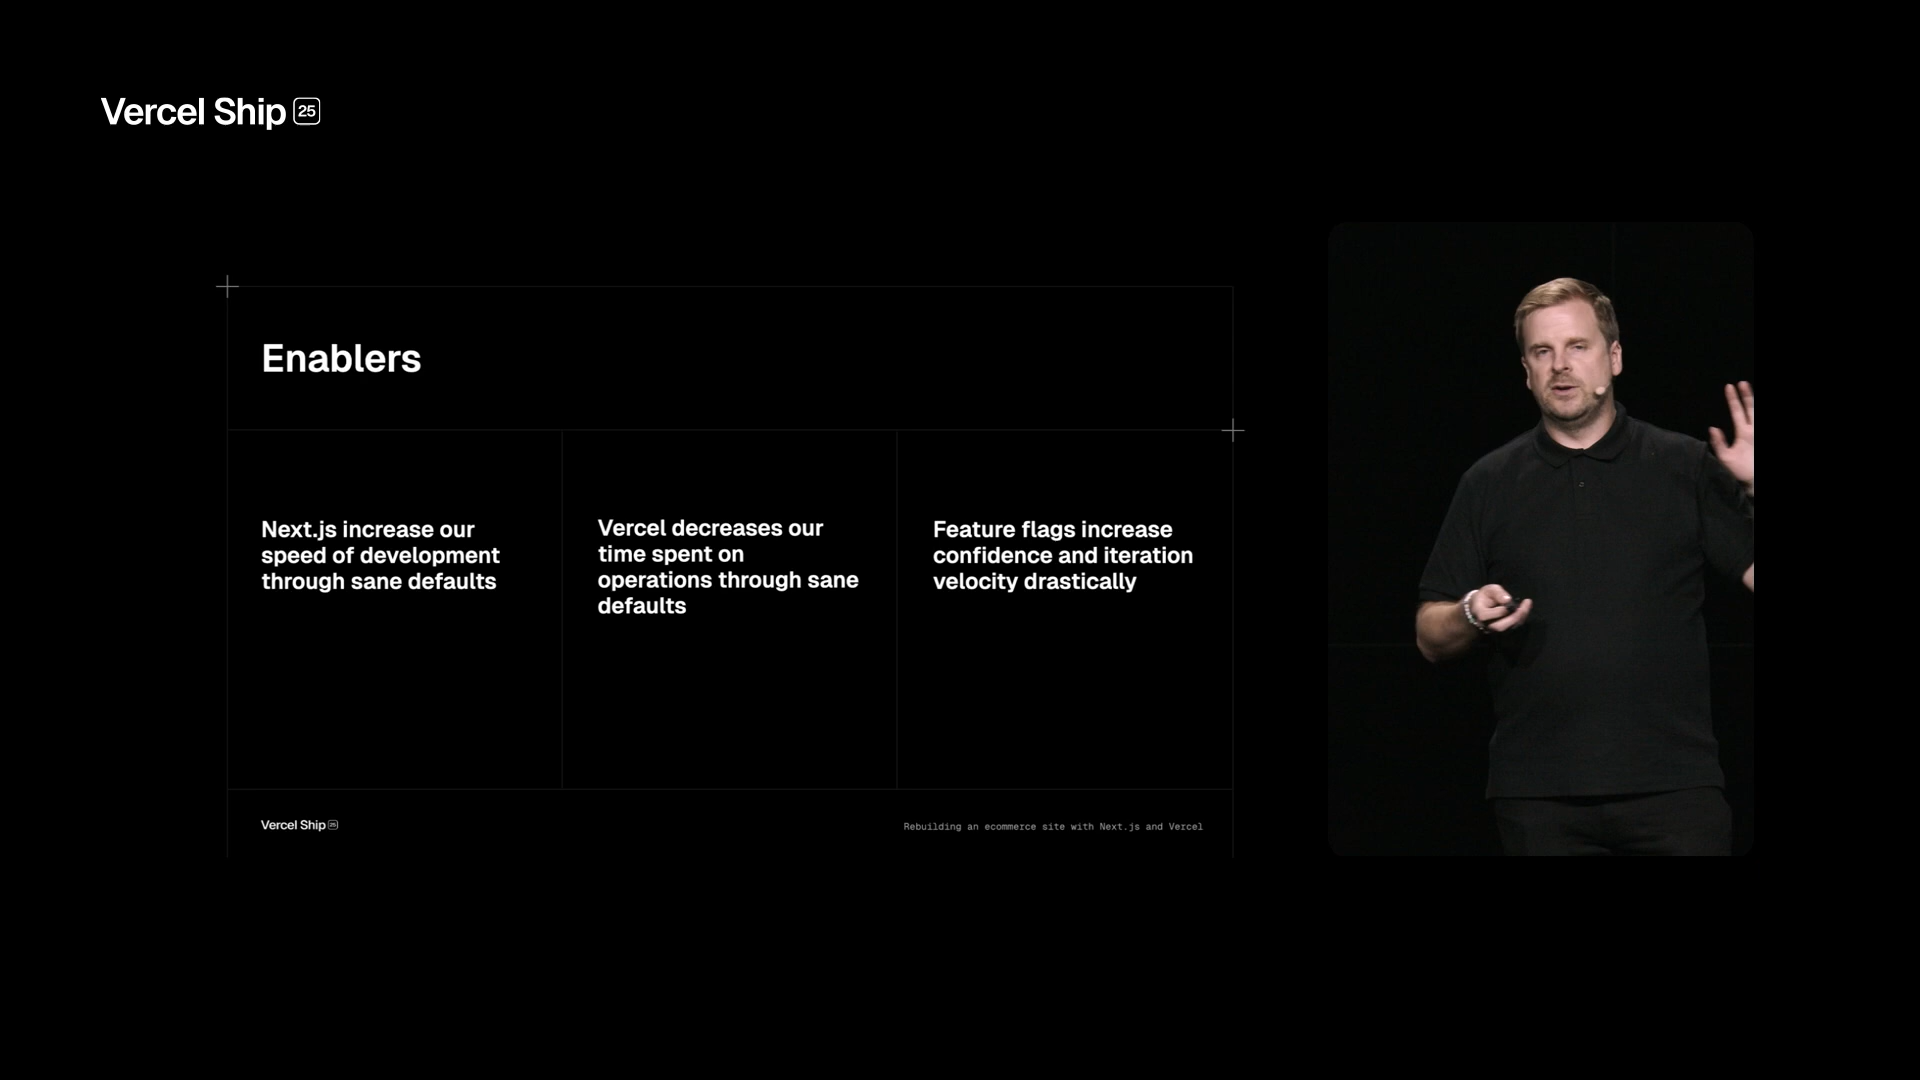 Vercel Ship 25
Enablers
Next.js increase our
speed of development
through sane defaults
Vercel decreases our
time spent on
operations through sane
defaults
Feature flags increase
confidence and iteration
velocity drastically
Vercel Ship 25
Rebuilding an ecommerce site with Next.js and Vercel